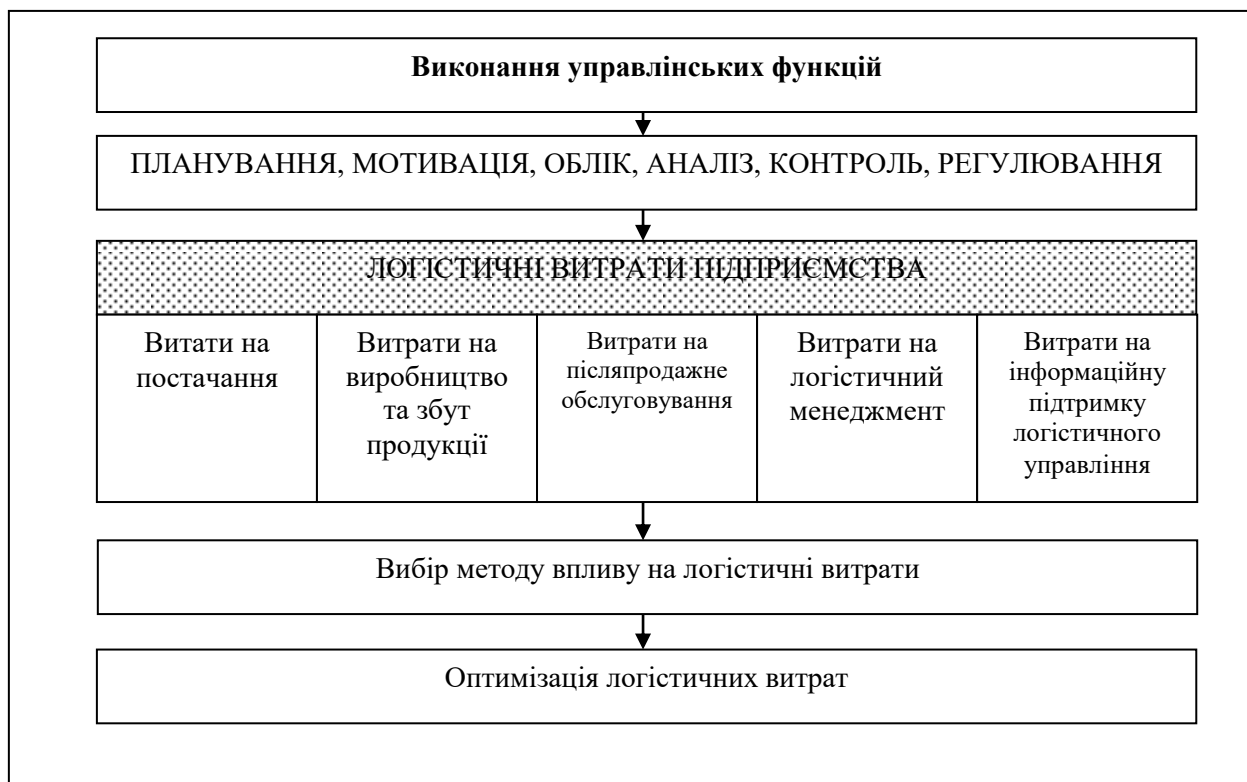 Виконання управлінських функцій
ПЛАНУВАННЯ, МОТИВАЦІЯ, ОБЛІК, АНАЛІЗ, КОНТРОЛЬ, РЕГУЛЮВАННЯ
ЛОГІСТИЧНІ ВИТРАТИ ПІДПРИЄМСТВА
Витати на
постачання
Витрати на
виробництво
та збут
продукції
Витрати на
післяпродажне
обслуговування
Витрати на
логістичний
менеджмент
Витрати на
інформаційну
підтримку
логістичного
управління
Вибір методу впливу на логістичні витрати
Оптимізація логістичних витрат